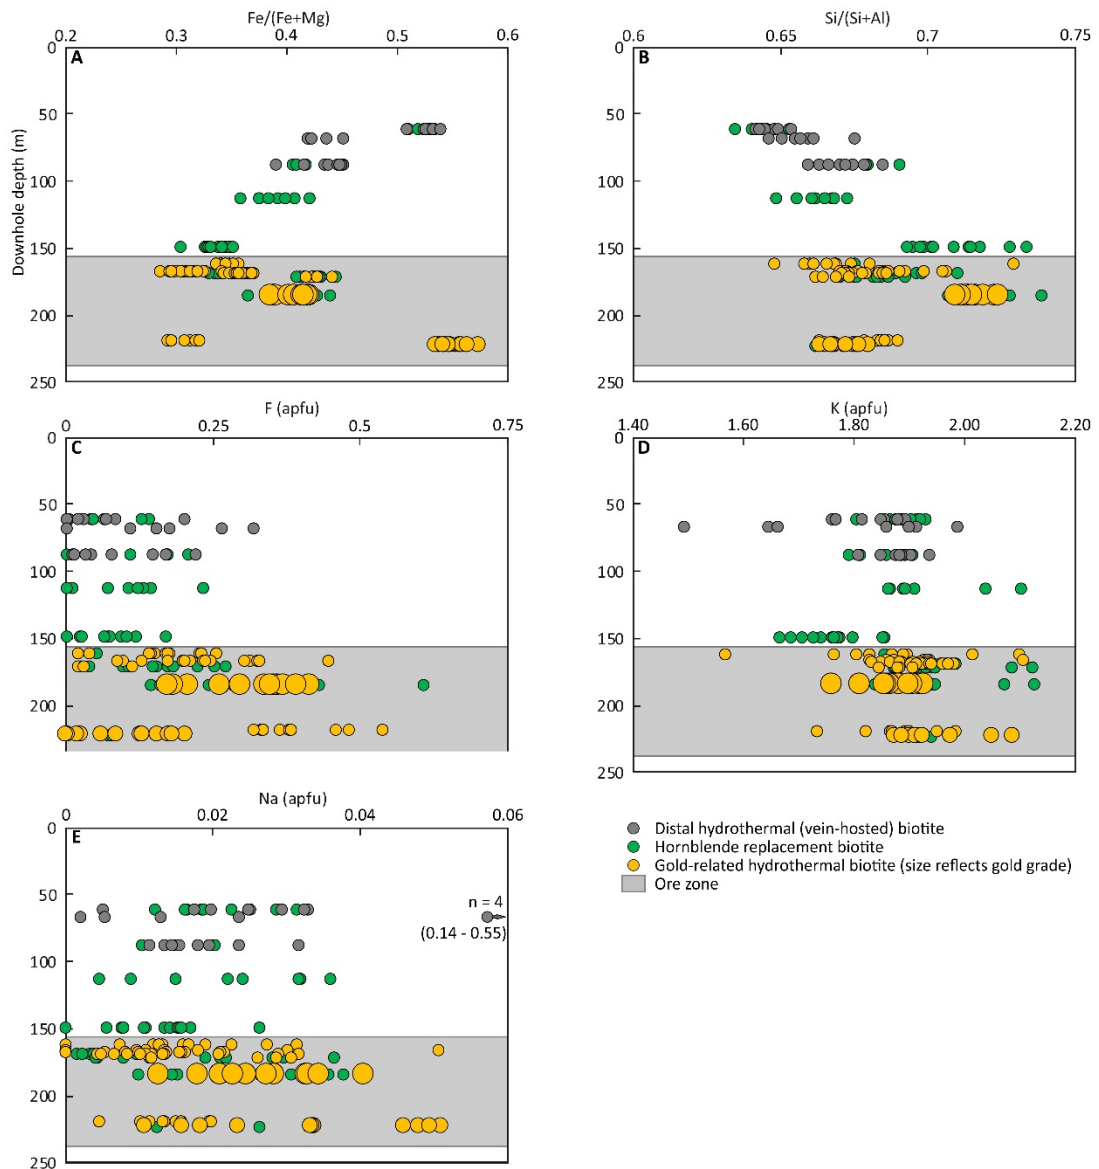 Fe/(Fe+Mg)
0.2 0.3 0.4 0.5 0.6
A
0
50
100
150
200
250
Downhole depth (m)
Si/(Si+Al)
0.6 0.65 0.7 0.75
B
0
50
100
150
200
250
F (apfu)
0 0.25 0.5 0.75
C
0
50
100
150
200
K (apfu)
1.40 1.60 1.80 2.00 2.20
D
0
50
100
150
200
250
Na (apfu)
0 0.02 0.04 0.06
E
0
50
100
150
200
250
n = 4
(0.14 - 0.55)
Distal hydrothermal (vein-hosted) biotite
Hornblende replacement biotite
Gold-related hydrothermal biotite (size reflects gold grade)
Ore zone